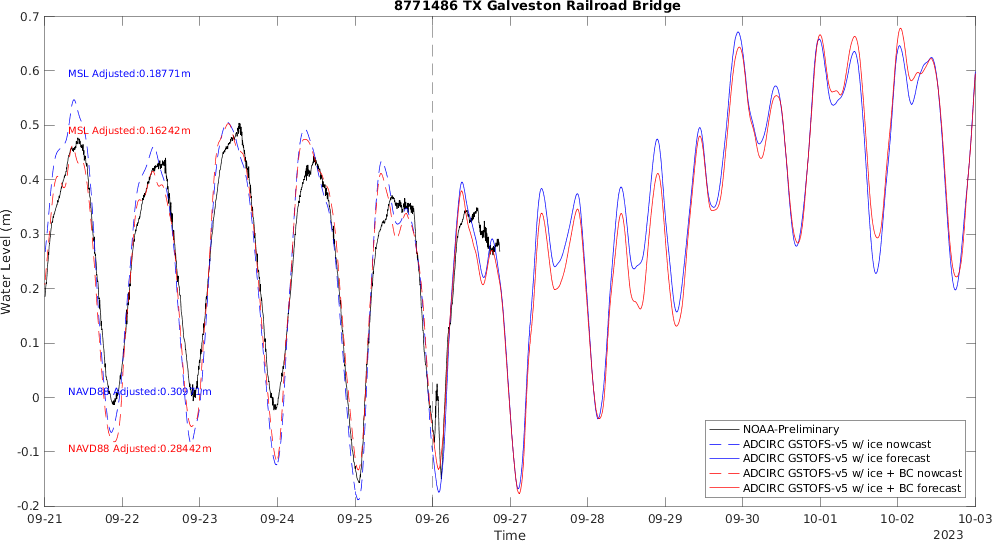 8771486 TX Galveston Railroad Bridge
0.7
0.6
0.5
0.4
0.3
0.2
0.1
0
-0.1
-0.2
Water Level (m)
MSL Adjusted:0.18771m
MSL Adjusted:0.16242m
NAVD88 Adjusted:0.309 m
NAVD88 Adjusted:0.28442m
NOAA-Preliminary
ADCIRC GSTOFS-v5 w/ ice nowcast
ADCIRC GSTOFS-v5 w/ ice forecast
ADCIRC GSTOFS-v5 w/ ice + BC nowcast
ADCIRC GSTOFS-v5 w/ ice + BC forecast
09-21 09-22 09-23 09-24 09-25 09-26 09-27 09-28 09-29 09-30 10-01 10-02 10-03
Time
2023